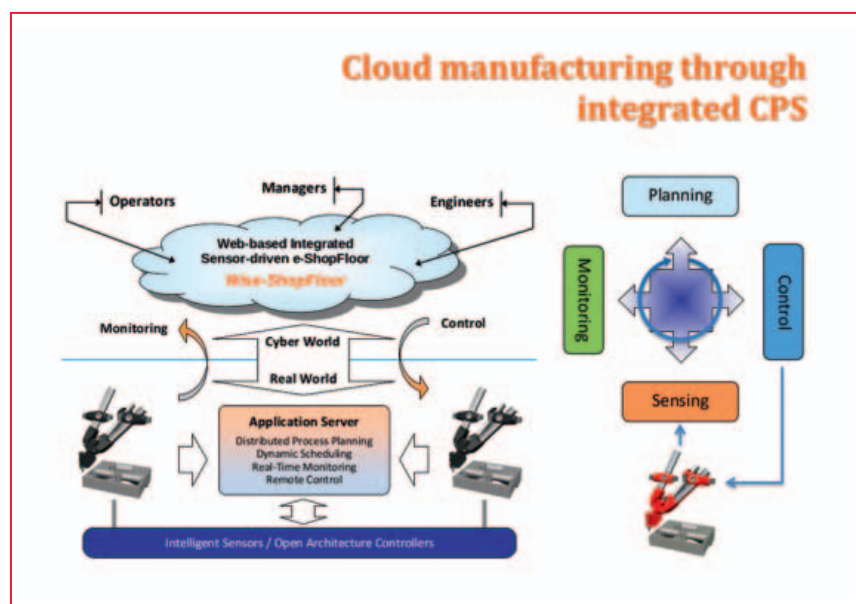 Cloud manufacturing through
integrated CPS
Operators
Managers
Engineers
Web-based Integrated
Sensor-driven e-ShopFloor
Wise-ShopFloor
Monitoring
Control
Cyber World
Real World
Application Server
Distributed Process Planning
Dynamic Scheduling
Real-Time Monitoring
Remote Control
Intelligent Sensors / Open Architecture Controllers
Planning
Monitoring
Control
Sensing